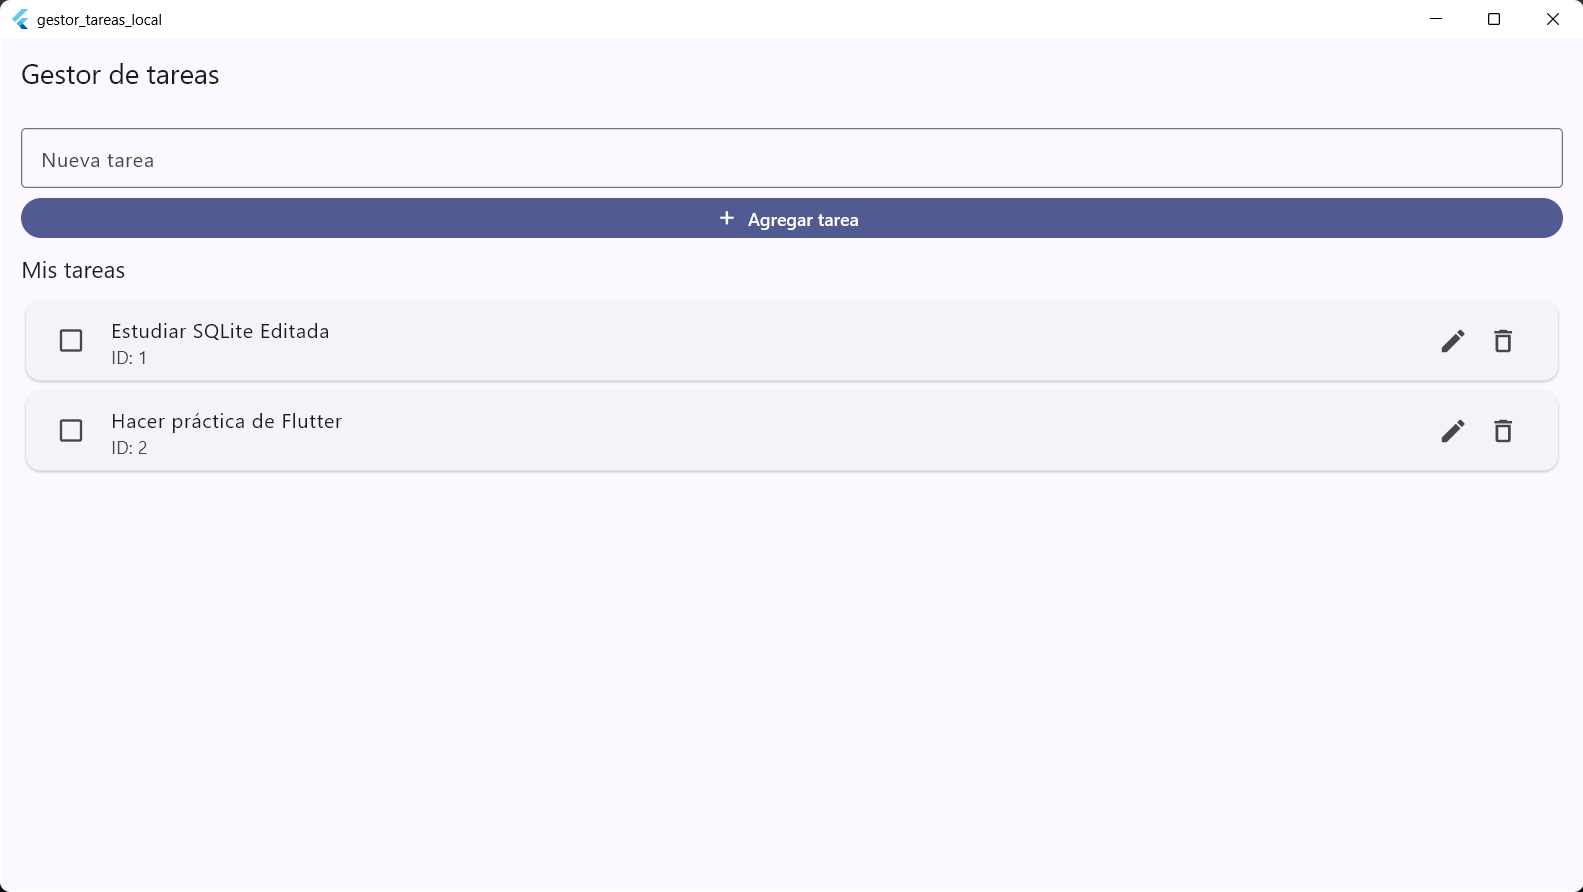 gestor_tareas_local
Gestor de tareas
Nueva tarea
+ Agregar tarea
Mis tareas
Estudiar SQLite Editada
ID: 1
Hacer práctica de Flutter
ID: 2